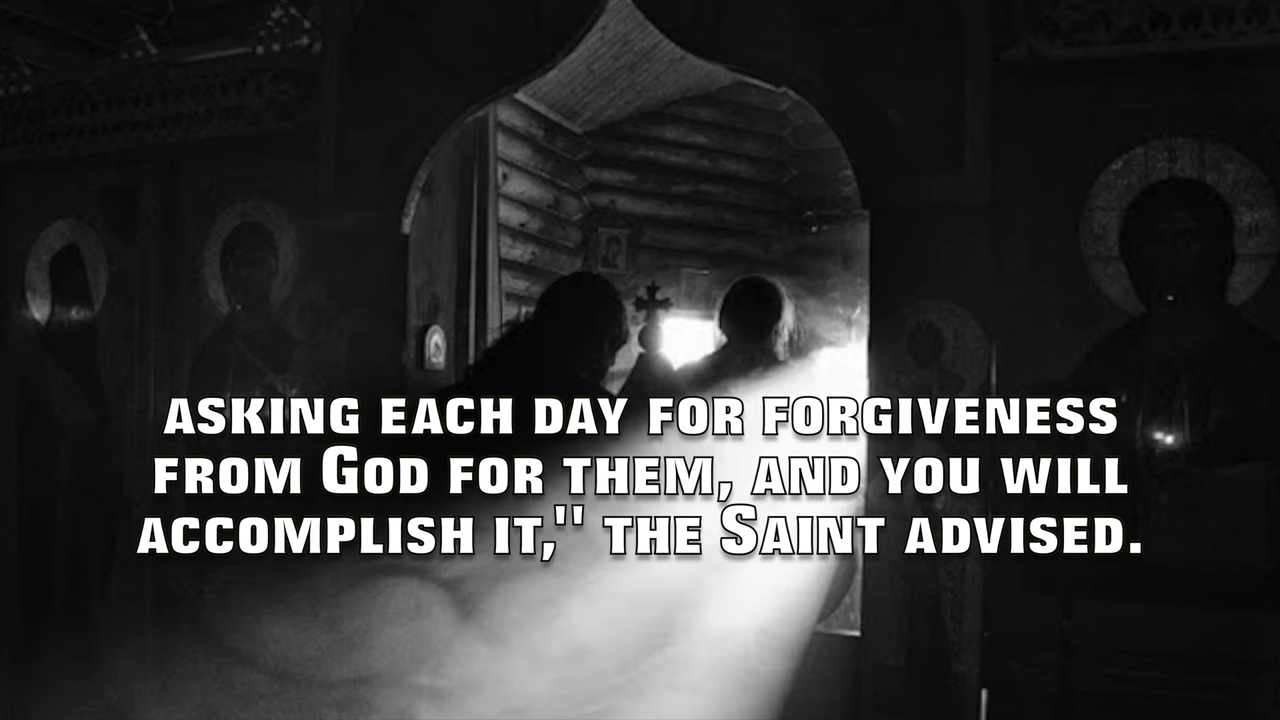 ASKING EACH DAY FOR FORGIVENESS
FROM GOD FOR THEM, AND YOU WILL
ACCOMPLISH IT," THE SAINT ADVISED.